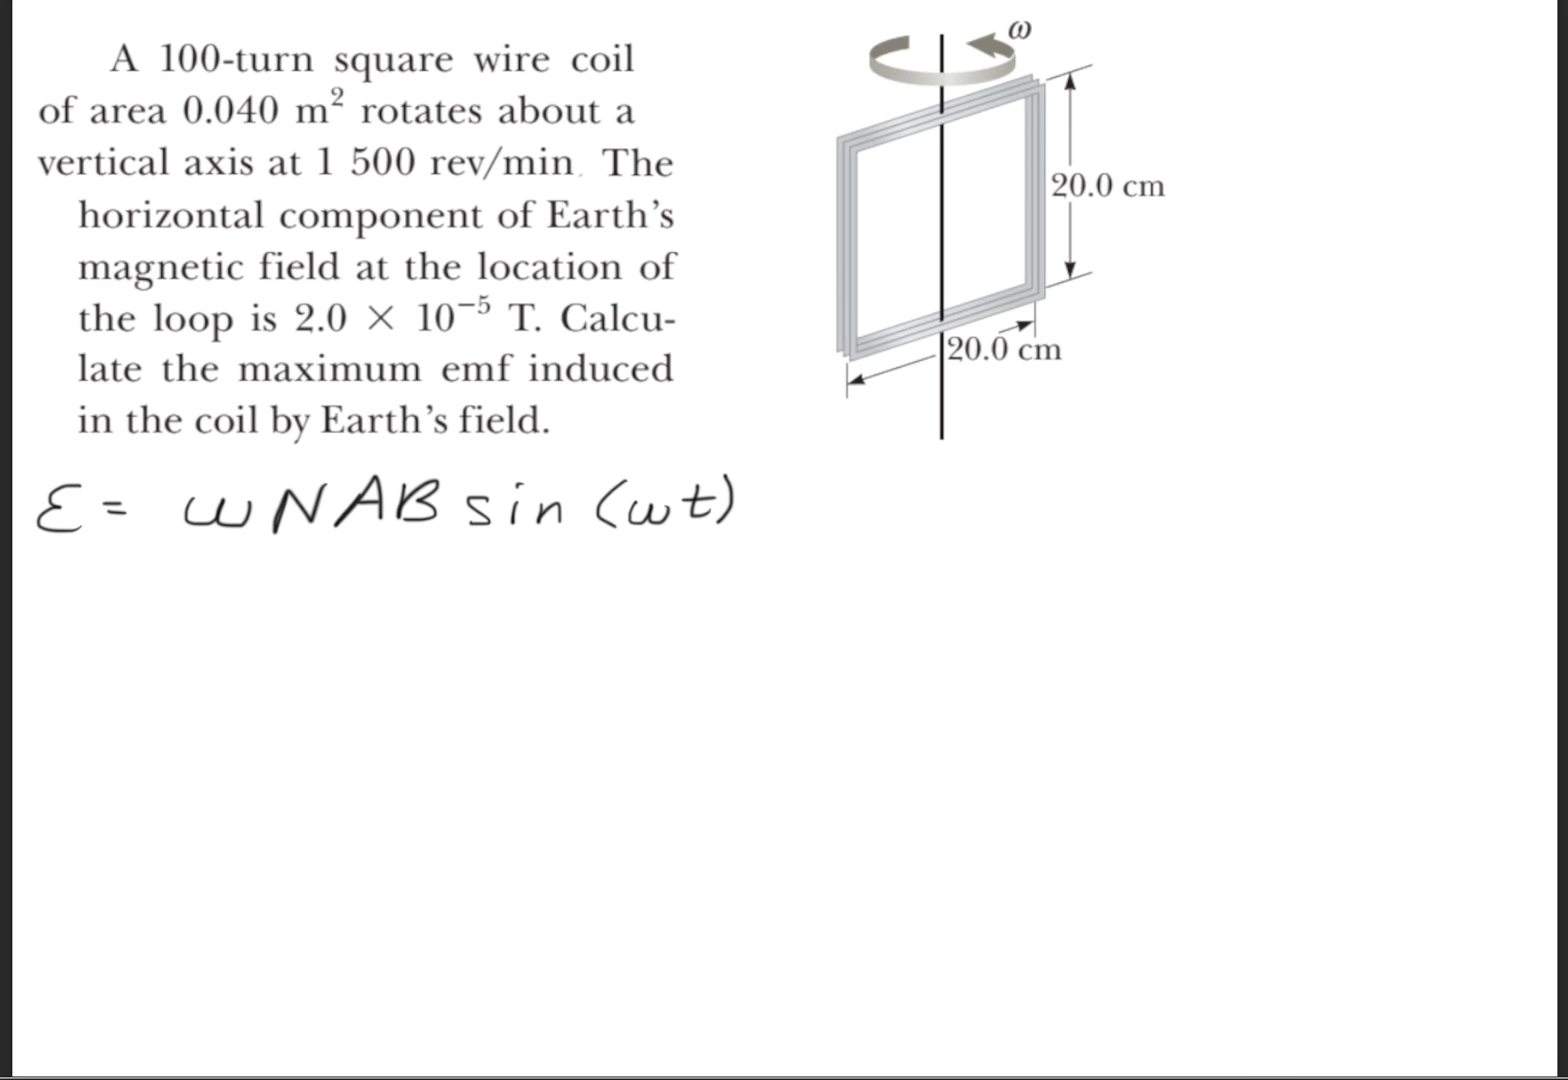 A 100-turn square wire coil
of area 0.040 m² rotates about a
vertical axis at 1 500 rev/min. The
horizontal component of Earth’s
magnetic field at the location of
the loop is 2.0 × 10⁻⁵ T. Calcu-
late the maximum emf induced
in the coil by Earth’s field.
ω
20.0 cm
20.0 cm
ε = ωNAB sin (ωt)